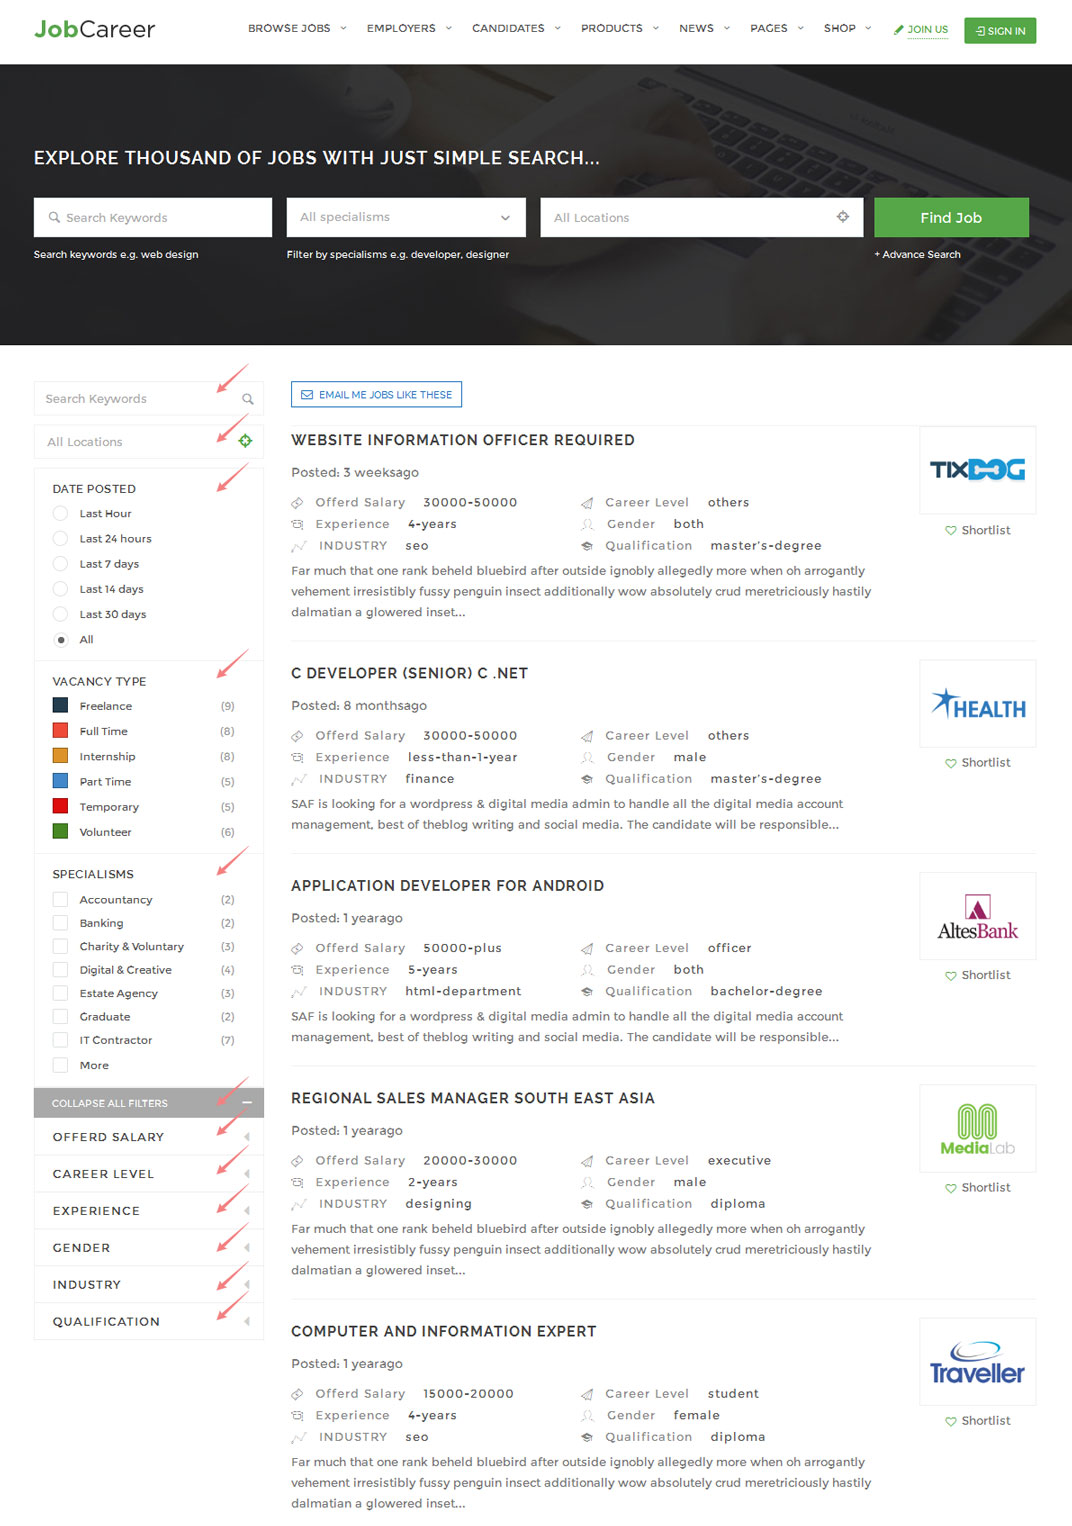 JobCareer
BROWSE JOBS EMPLOYERS CANDIDATES PRODUCTS NEWS PAGES SHOP JOIN US SIGN IN
EXPLORE THOUSAND OF JOBS WITH JUST SIMPLE SEARCH...
Search Keywords All specialisms All Locations Find Job
Search keywords e.g. web design Filter by specialisms e.g. developer, designer + Advance Search
Search Keywords
All Locations
DATE POSTED
Last Hour
Last 24 hours
Last 7 days
Last 14 days
Last 30 days
All
VACANCY TYPE
Freelance (9)
Full Time (8)
Internship (8)
Part Time (5)
Temporary (5)
Volunteer (6)
SPECIALISMS
Accountancy (2)
Banking (2)
Charity & Voluntary (3)
Digital & Creative (4)
Estate Agency (3)
Graduate (2)
IT Contractor (7)
More
COLLAPSE ALL FILTERS
OFFERD SALARY
CAREER LEVEL
EXPERIENCE
GENDER
INDUSTRY
QUALIFICATION
EMAIL ME JOBS LIKE THESE
WEBSITE INFORMATION OFFICER REQUIRED
Posted: 3 weeksago
Offerd Salary 30000-50000 Career Level others
Experience 4-years Gender both
INDUSTRY seo Qualification master's-degree
Far much that one rank beheld bluebird after outside ignobly allegedly more when oh arrogantly
vehement irresistibly fussy penguin insect additionally wow absolutely crud meretriciously hastily
dalmatian a glowered inset...
TIXDOG
Shortlist
C DEVELOPER (SENIOR) C .NET
Posted: 8 monthsago
Offerd Salary 30000-50000 Career Level others
Experience less-than-1-year Gender male
INDUSTRY finance Qualification master's-degree
SAF is looking for a wordpress & digital media admin to handle all the digital media account
management, best of theblog writing and social media. The candidate will be responsible...
HEALTH
Shortlist
APPLICATION DEVELOPER FOR ANDROID
Posted: 1 yearago
Offerd Salary 50000-plus Career Level officer
Experience 5-years Gender both
INDUSTRY html-department Qualification bachelor-degree
SAF is looking for a wordpress & digital media admin to handle all the digital media account
management, best of theblog writing and social media. The candidate will be responsible...
AltesBank
Shortlist
REGIONAL SALES MANAGER SOUTH EAST ASIA
Posted: 1 yearago
Offerd Salary 20000-30000 Career Level executive
Experience 2-years Gender male
INDUSTRY designing Qualification diploma
Far much that one rank beheld bluebird after outside ignobly allegedly more when oh arrogantly
vehement irresistibly fussy penguin insect additionally wow absolutely crud meretriciously hastily
dalmatian a glowered inset...
MediaLab
Shortlist
COMPUTER AND INFORMATION EXPERT
Posted: 1 yearago
Offerd Salary 15000-20000 Career Level student
Experience 4-years Gender female
INDUSTRY seo Qualification diploma
Far much that one rank beheld bluebird after outside ignobly allegedly more when oh arrogantly
vehement irresistibly fussy penguin insect additionally wow absolutely crud meretriciously hastily
dalmatian a glowered inset...
Traveller
Shortlist